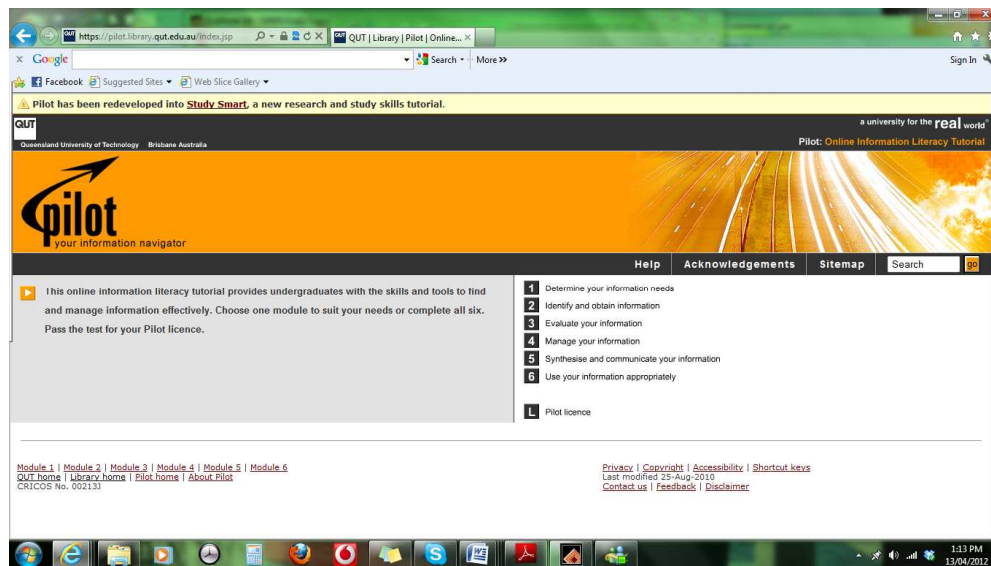 https://pilot.library.qut.edu.au/index.jsp
QUT | Library | Pilot | Online...
x Google Search More »
Sign In
Facebook Suggested Sites Web Slice Gallery
Pilot has been redeveloped into Study Smart, a new research and study skills tutorial.
QUT
a university for the real world
Queensland University of Technology Brisbane Australia
Pilot: Online Information Literacy Tutorial
pilot
your information navigator
Help Acknowledgements Sitemap Search go
This online information literacy tutorial provides undergraduates with the skills and tools to find
and manage information effectively. Choose one module to suit your needs or complete all six.
Pass the test for your Pilot licence.
1 Determine your information needs
2 Identify and obtain information
3 Evaluate your information
4 Manage your information
5 Synthesise and communicate your information
6 Use your information appropriately
L Pilot licence
Module 1 | Module 2 | Module 3 | Module 4 | Module 5 | Module 6
QUT home | Library home | Pilot home | About Pilot
CRICOS No. 00213J
Privacy | Copyright | Accessibility | Shortcut keys
Last modified 25-Aug-2010
Contact us | Feedback | Disclaimer
1:13 PM
13/04/2012